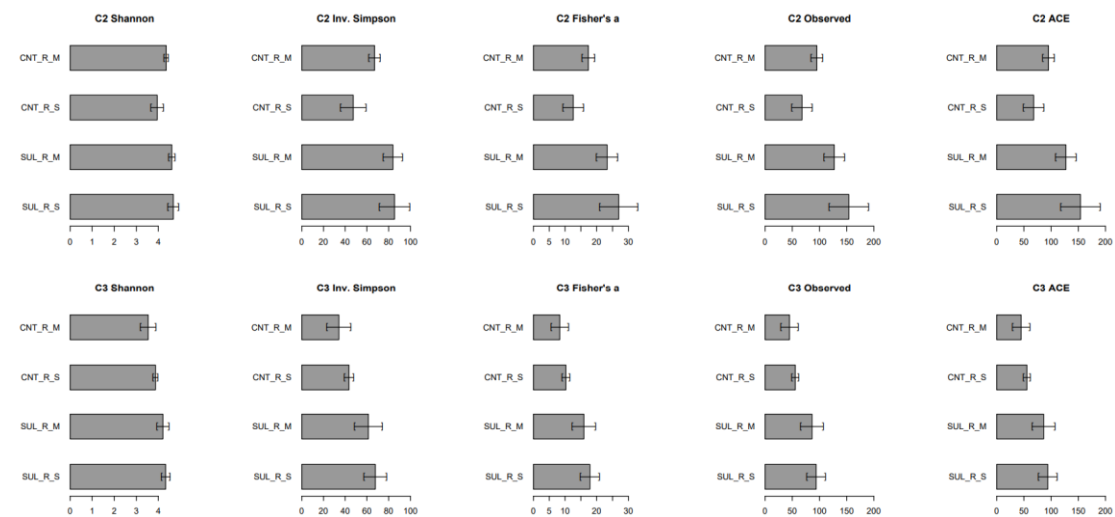 C2 Shannon C2 Inv. Simpson C2 Fisher's a C2 Observed C2 ACE
CNT_R_M CNT_R_M CNT_R_M CNT_R_M CNT_R_M
CNT_R_S CNT_R_S CNT_R_S CNT_R_S CNT_R_S
SUL_R_M SUL_R_M SUL_R_M SUL_R_M SUL_R_M
SUL_R_S SUL_R_S SUL_R_S SUL_R_S SUL_R_S
0 1 2 3 4 0 20 40 60 80 100 0 5 10 20 30 0 50 100 150 200 0 50 100 150 200
C3 Shannon C3 Inv. Simpson C3 Fisher's a C3 Observed C3 ACE
CNT_R_M CNT_R_M CNT_R_M CNT_R_M CNT_R_M
CNT_R_S CNT_R_S CNT_R_S CNT_R_S CNT_R_S
SUL_R_M SUL_R_M SUL_R_M SUL_R_M SUL_R_M
SUL_R_S SUL_R_S SUL_R_S SUL_R_S SUL_R_S
0 1 2 3 4 0 20 40 60 80 100 0 5 10 20 30 0 50 100 150 200 0 50 100 150 200